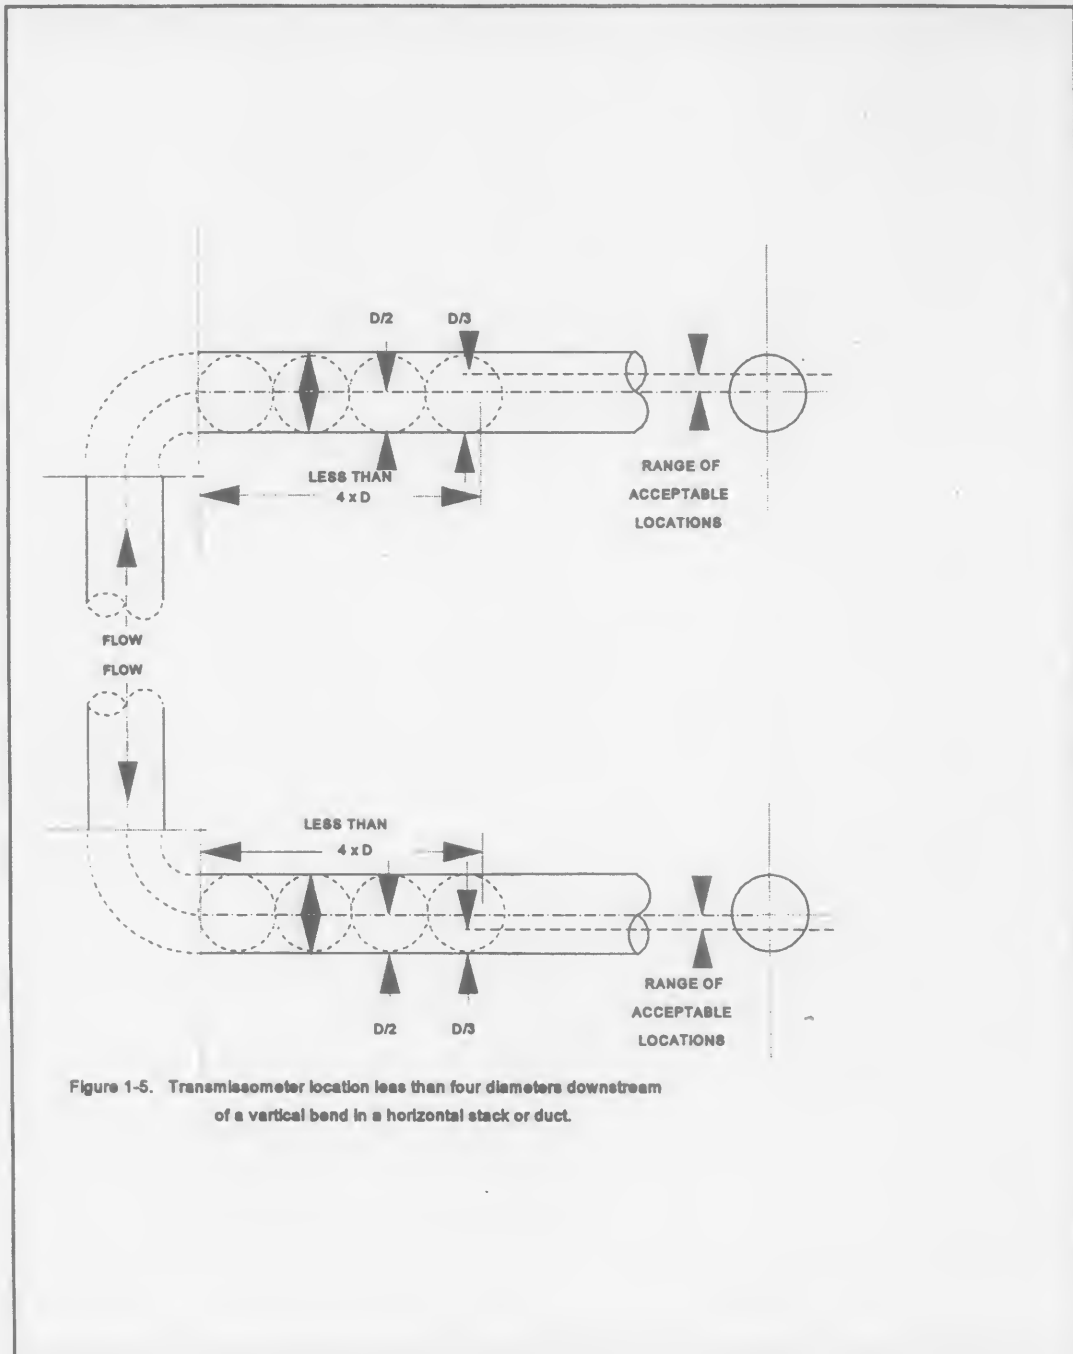 D/2 D/3
LESS THAN
4 x D
RANGE OF
ACCEPTABLE
LOCATIONS
FLOW
FLOW
LESS THAN
4 x D
RANGE OF
ACCEPTABLE
LOCATIONS
D/2 D/3
Figure 1-5. Transmissometer location less than four diameters downstream
of a vertical bend in a horizontal stack or duct.